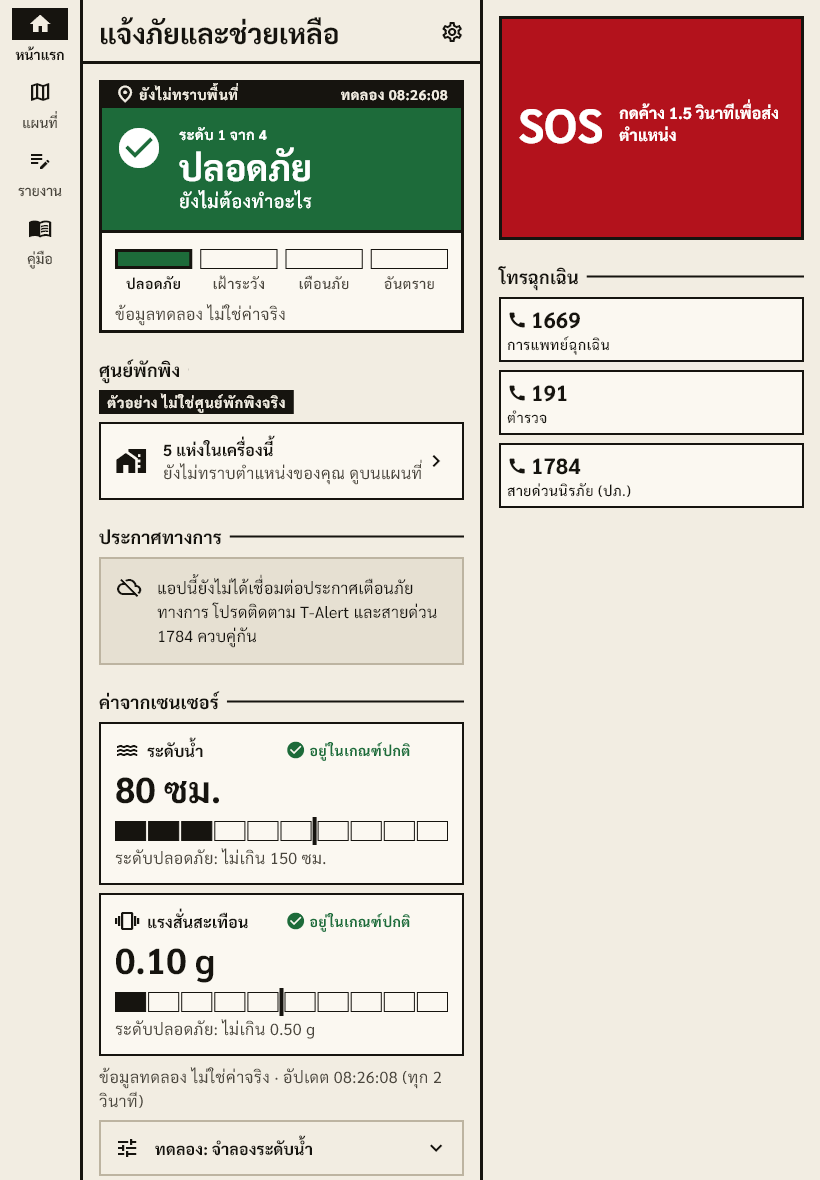 หน้าแรก
แผนที่
รายงาน
คู่มือ
แจ้งภัยและช่วยเหลือ
ยังไม่ทราบพื้นที่
ทดลอง 08:26:08
ระดับ 1 จาก 4
ปลอดภัย
ยังไม่ต้องทำอะไร
ปลอดภัย
เฝ้าระวัง
เตือนภัย
อันตราย
ข้อมูลทดลอง ไม่ใช่ค่าจริง
ศูนย์พักพิง
ตัวอย่าง ไม่ใช่ศูนย์พักพิงจริง
5 แห่งในเครื่องนี้
ยังไม่ทราบตำแหน่งของคุณ ดูบนแผนที่
ประกาศทางการ
แอปนี้ยังไม่ได้เชื่อมต่อประกาศเตือนภัย
ทางการ โปรดติดตาม T-Alert และสายด่วน
1784 ควบคู่กัน
ค่าจากเซนเซอร์
ระดับน้ำ
อยู่ในเกณฑ์ปกติ
80 ซม.
ระดับปลอดภัย: ไม่เกิน 150 ซม.
แรงสั่นสะเทือน
อยู่ในเกณฑ์ปกติ
0.10 g
ระดับปลอดภัย: ไม่เกิน 0.50 g
ข้อมูลทดลอง ไม่ใช่ค่าจริง · อัปเดต 08:26:08 (ทุก 2
วินาที)
ทดลอง: จำลองระดับน้ำ
SOS
กดค้าง 1.5 วินาทีเพื่อส่ง
ตำแหน่ง
โทรฉุกเฉิน
1669
การแพทย์ฉุกเฉิน
191
ตำรวจ
1784
สายด่วนนิรภัย (ปภ.)